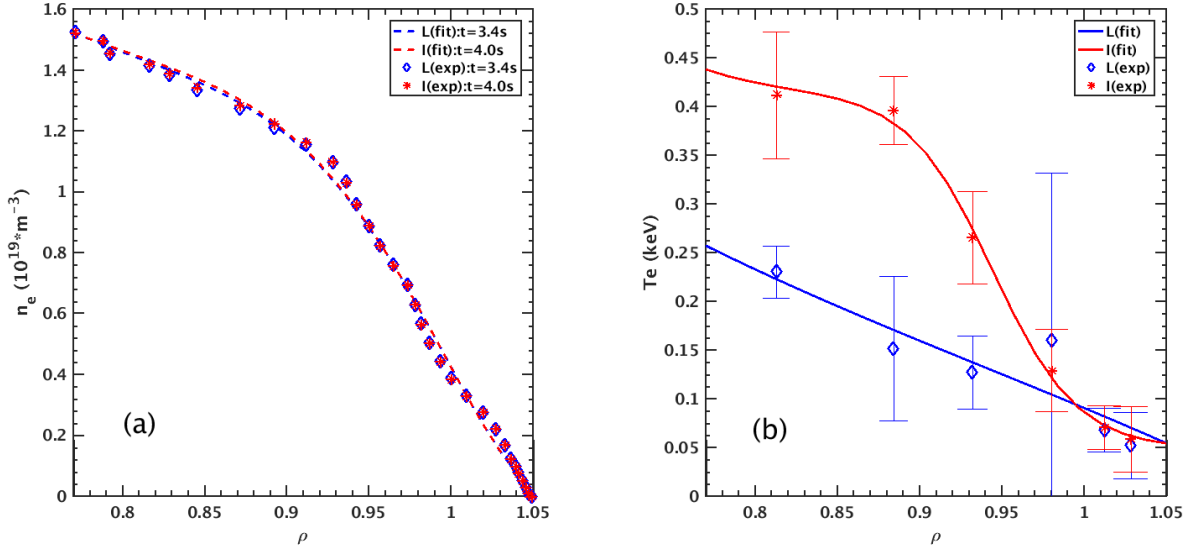 L(fit):t=3.4s
I(fit):t=4.0s
L(exp):t=3.4s
I(exp):t=4.0s
1.6
1.4
1.2
1
0.8
0.6
0.4
0.2
0
n_e (10^19*m^−3)
(a)
0.8 0.85 0.9 0.95 1 1.05
ρ
L(fit)
I(fit)
L(exp)
I(exp)
0.5
0.45
0.4
0.35
0.3
0.25
0.2
0.15
0.1
0.05
0
Te (keV)
(b)
0.8 0.85 0.9 0.95 1 1.05
ρ